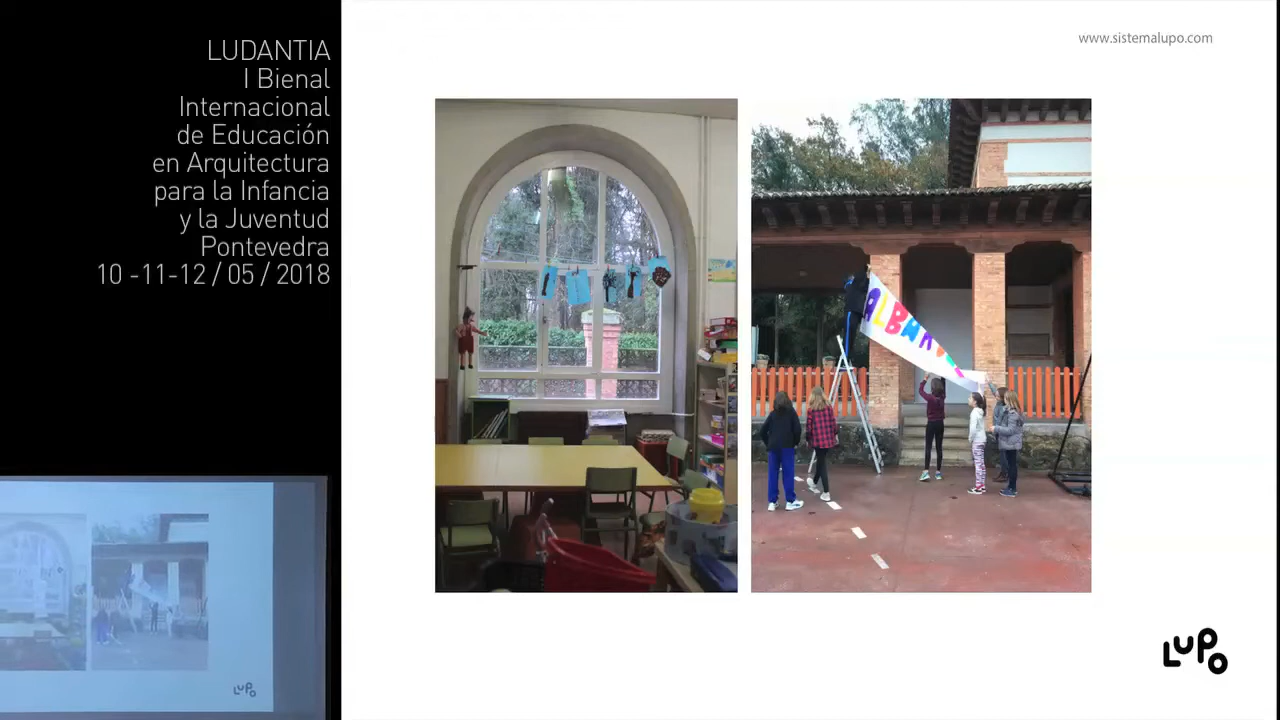 LUDANTIA
I Bienal
Internacional
de Educación
en Arquitectura
para la Infancia
y la Juventud
Pontevedra
10 -11-12 / 05 / 2018
www.sistemalupo.com
LUPO
LUPO